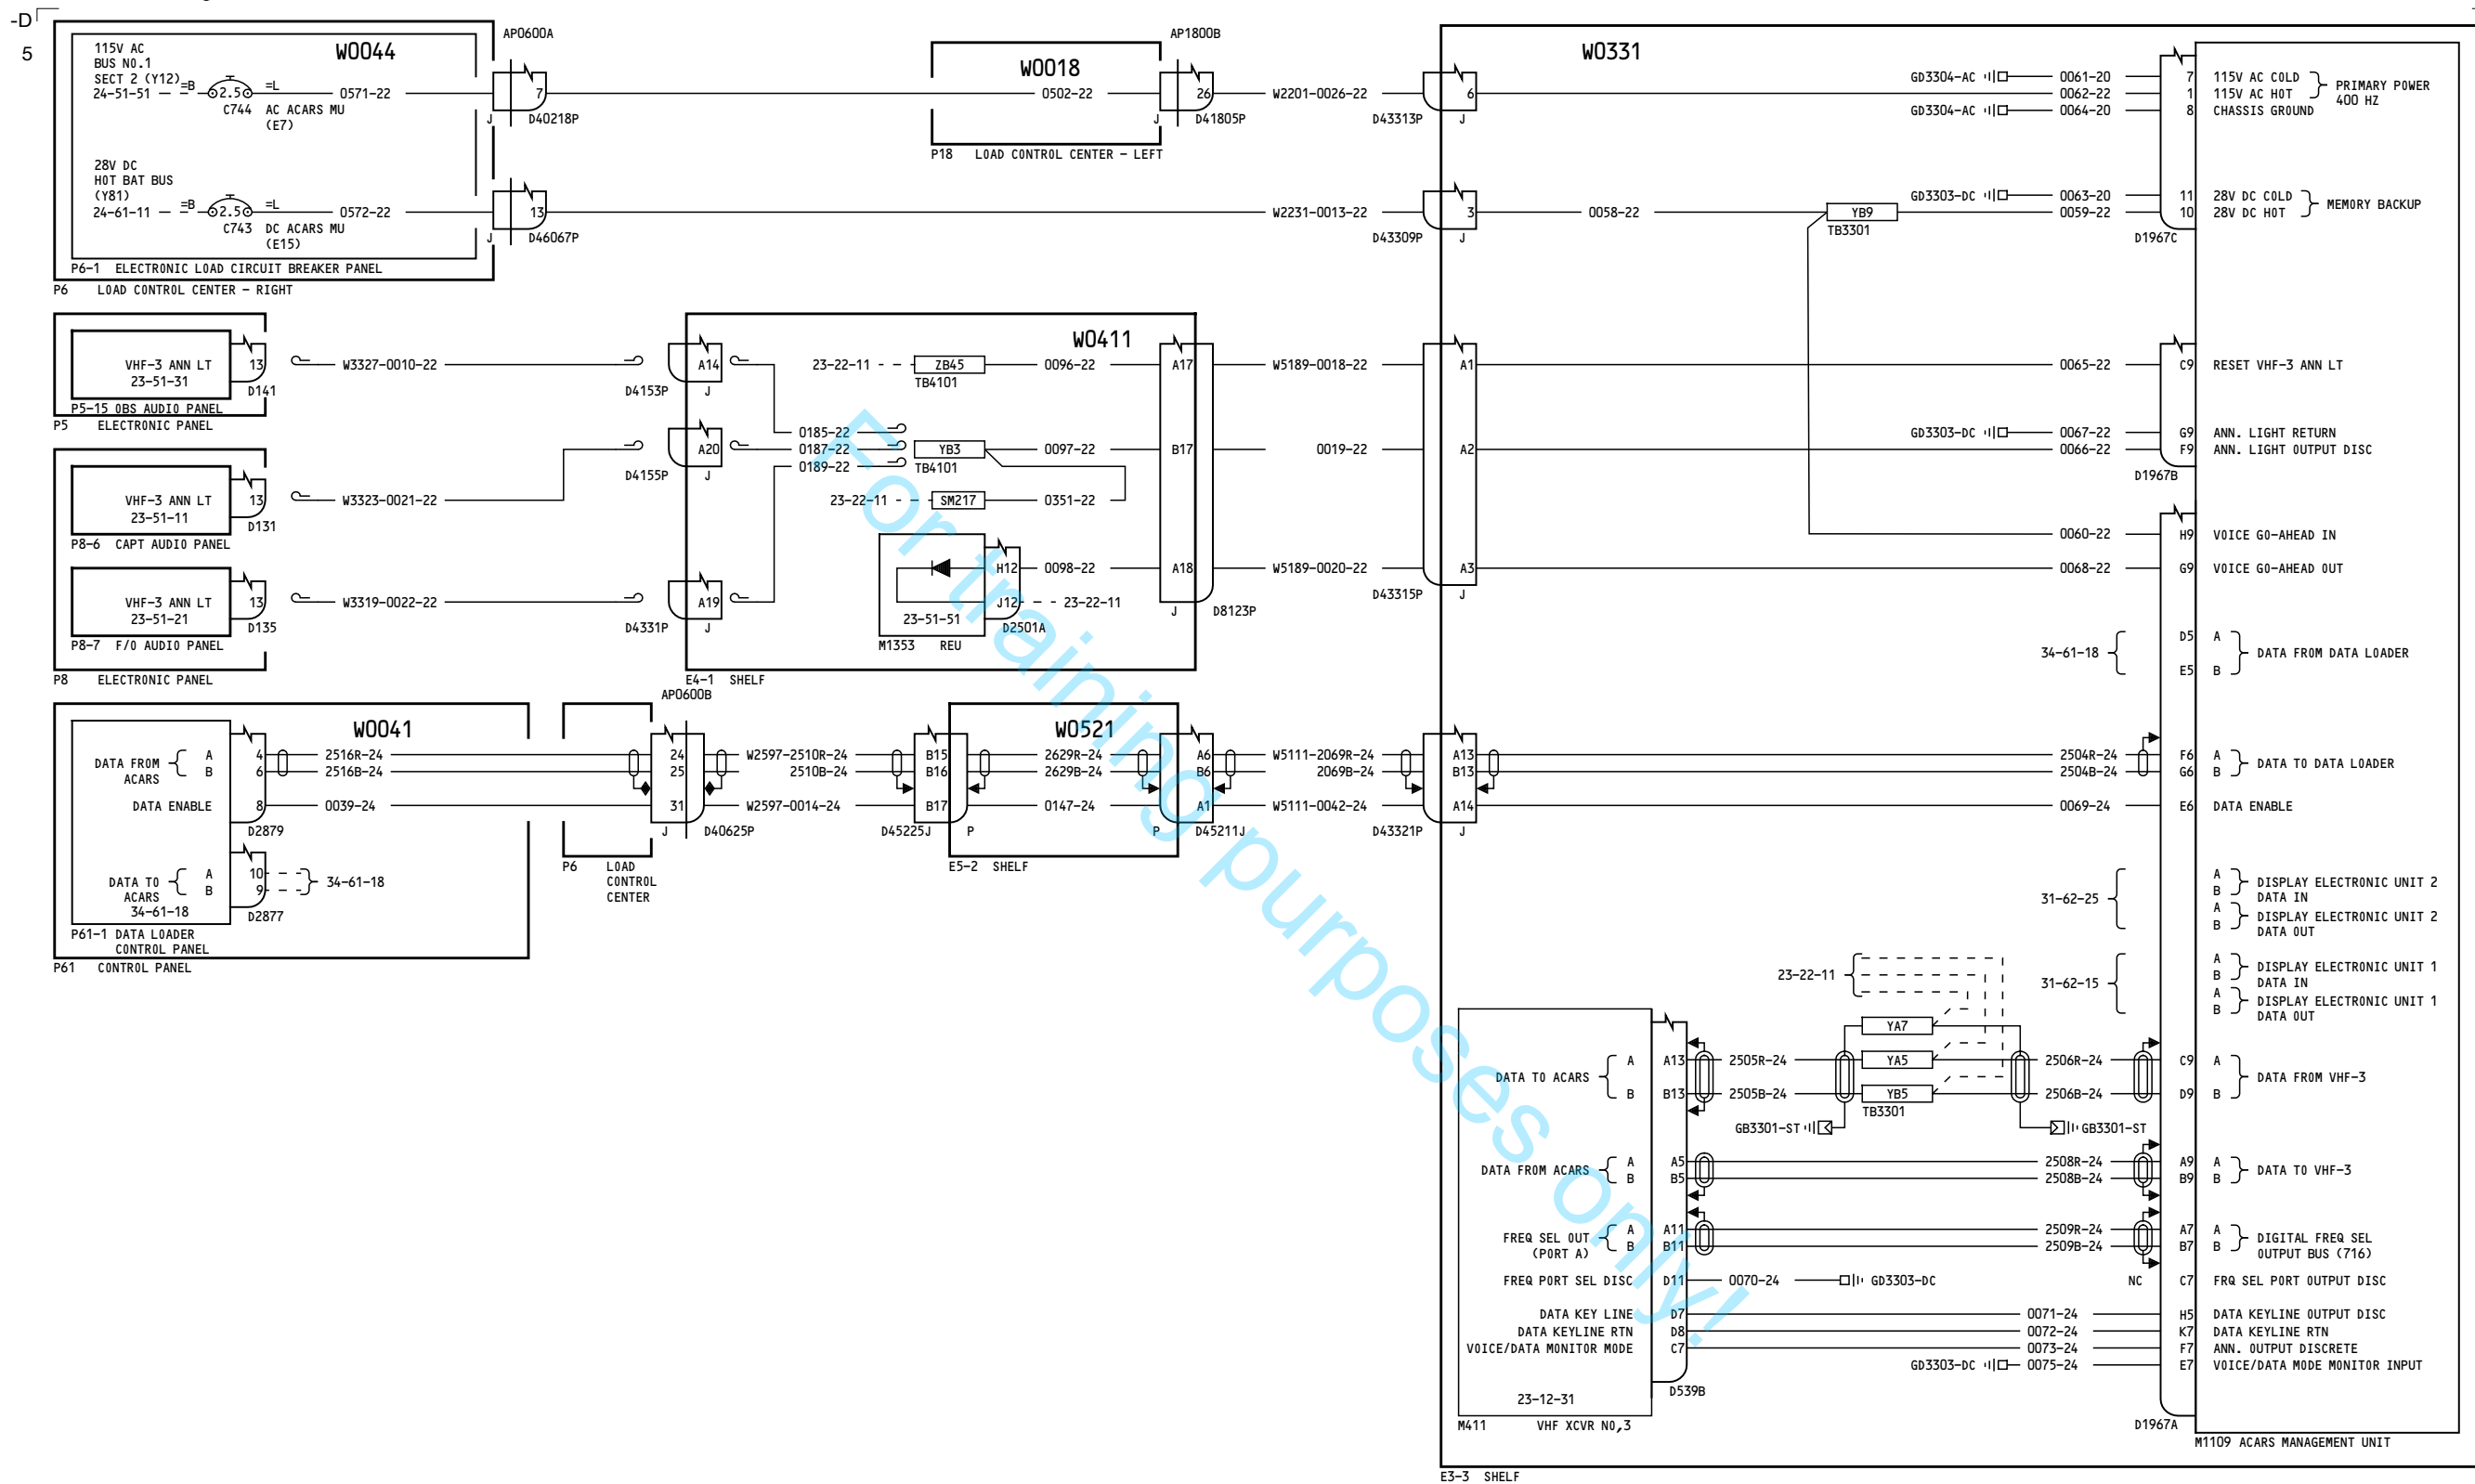 -D
5
115V AC
BUS NO.1
SECT 2 (Y12)
24-51-51
=B
2.5
=L
C744 AC ACARS MU
(E7)
W0044
0571-22
28V DC
HOT BAT BUS
(Y81)
24-61-11
=B
2.5
=L
C743 DC ACARS MU
(E15)
0572-22
P6-1 ELECTRONIC LOAD CIRCUIT BREAKER PANEL
P6 LOAD CONTROL CENTER - RIGHT
AP0600A
7
J
D40218P
13
J
D46067P
W0018
0502-22
P18 LOAD CONTROL CENTER - LEFT
AP1800B
26
J
D41805P
W2201-0026-22
6
D43313P
J
W2231-0013-22
3
D43309P
J
W0331
0058-22
YB9
TB3301
GD3304-AC 0061-20 7 115V AC COLD
0062-22 1 115V AC HOT
PRIMARY POWER
400 HZ
GD3304-AC 0064-20 8 CHASSIS GROUND
GD3303-DC 0063-20 11 28V DC COLD
0059-22 10 28V DC HOT
MEMORY BACKUP
D1967C
VHF-3 ANN LT
23-51-31
13
D141
P5-15 OBS AUDIO PANEL
P5 ELECTRONIC PANEL
W3327-0010-22
VHF-3 ANN LT
23-51-11
13
D131
P8-6 CAPT AUDIO PANEL
W3323-0021-22
VHF-3 ANN LT
23-51-21
13
D135
P8-7 F/O AUDIO PANEL
P8 ELECTRONIC PANEL
W3319-0022-22
A14
D4153P
J
A20
D4155P
J
A19
D4331P
J
W0411
23-22-11
ZB45
TB4101
0096-22
A17
0185-22
0187-22
0189-22
YB3
TB4101
0097-22
B17
23-22-11
SM217
0351-22
H12
0098-22
A18
J12
23-22-11
23-51-51
D2501A
M1353 REU
J
D8123P
E4-1 SHELF
W5189-0018-22
A1
0019-22
A2
W5189-0020-22
A3
D43315P
J
0065-22 C9 RESET VHF-3 ANN LT
GD3303-DC 0067-22 G9 ANN. LIGHT RETURN
0066-22 F9 ANN. LIGHT OUTPUT DISC
D1967B
0060-22 H9 VOICE GO-AHEAD IN
0068-22 G9 VOICE GO-AHEAD OUT
34-61-18
D5 A
E5 B
DATA FROM DATA LOADER
W0041
DATA FROM
ACARS
A 4 2516R-24
B 6 2516B-24
DATA ENABLE 8 0039-24
D2879
DATA TO
ACARS
A 10
B 9
34-61-18
34-61-18
D2877
P61-1 DATA LOADER
CONTROL PANEL
P61 CONTROL PANEL
AP0600B
24
25
31
J
D40625P
P6 LOAD
CONTROL
CENTER
W2597-2510R-24
2510B-24
W2597-0014-24
B15
B16
B17
D45225J
P
W0521
2629R-24
2629B-24
0147-24
A6
B6
A1
P
D45211J
E5-2 SHELF
W5111-2069R-24
2069B-24
W5111-0042-24
A13
B13
A14
D43321P
J
2504R-24 F6 A
2504B-24 G6 B
DATA TO DATA LOADER
0069-24 E6 DATA ENABLE
31-62-25
A
B
DISPLAY ELECTRONIC UNIT 2
DATA IN
A
B
DISPLAY ELECTRONIC UNIT 2
DATA OUT
31-62-15
A
B
DISPLAY ELECTRONIC UNIT 1
DATA IN
A
B
DISPLAY ELECTRONIC UNIT 1
DATA OUT
23-22-11
YA7
YA5
YB5
TB3301
DATA TO ACARS
A A13 2505R-24
B B13 2505B-24
GB3301-ST
GB3301-ST
2506R-24 C9 A
2506B-24 D9 B
DATA FROM VHF-3
DATA FROM ACARS
A A5
B B5
2508R-24 A9 A
2508B-24 B9 B
DATA TO VHF-3
FREQ SEL OUT
(PORT A)
A A11
B B11
2509R-24 A7 A
2509B-24 B7 B
DIGITAL FREQ SEL
OUTPUT BUS (716)
FREQ PORT SEL DISC D11 0070-24 GD3303-DC
NC C7 FRQ SEL PORT OUTPUT DISC
DATA KEY LINE D7 0071-24 H5 DATA KEYLINE OUTPUT DISC
DATA KEYLINE RTN D8 0072-24 K7 DATA KEYLINE RTN
VOICE/DATA MONITOR MODE C7 0073-24 F7 ANN. OUTPUT DISCRETE
GD3303-DC 0075-24 E7 VOICE/DATA MODE MONITOR INPUT
23-12-31
D539B
M411 VHF XCVR NO,3
D1967A
M1109 ACARS MANAGEMENT UNIT
E3-3 SHELF
For training purposes only!